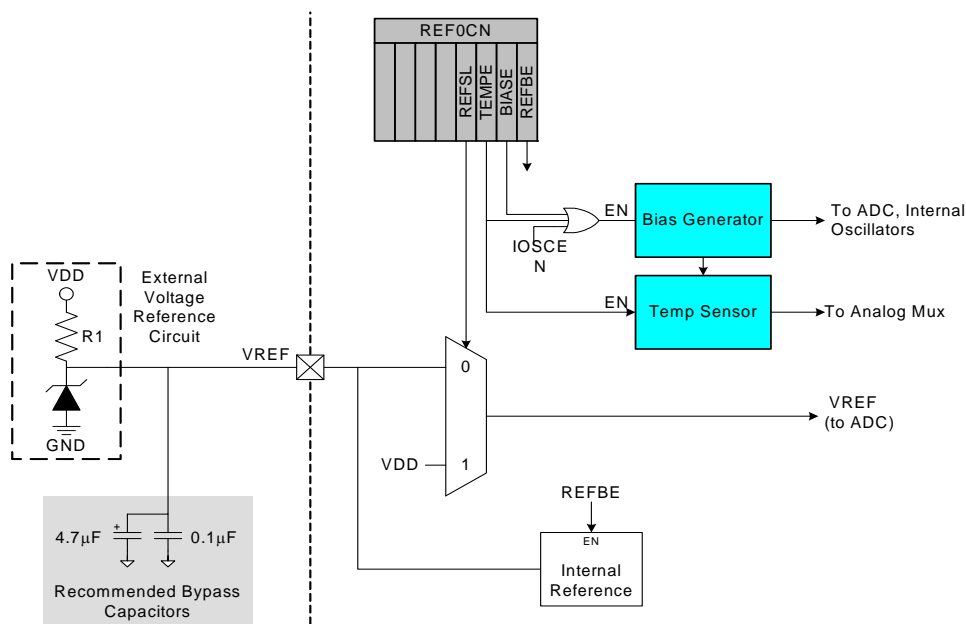 REF0CN
REFSL
TEMPE
BIASE
REFBE
EN
Bias Generator
To ADC, Internal
Oscillators
IOSCE
N
EN
Temp Sensor
To Analog Mux
VDD
External
Voltage
Reference
Circuit
R1
GND
VREF
0
VREF
(to ADC)
VDD
1
REFBE
EN
Internal
Reference
4.7μF
+
0.1μF
Recommended Bypass
Capacitors